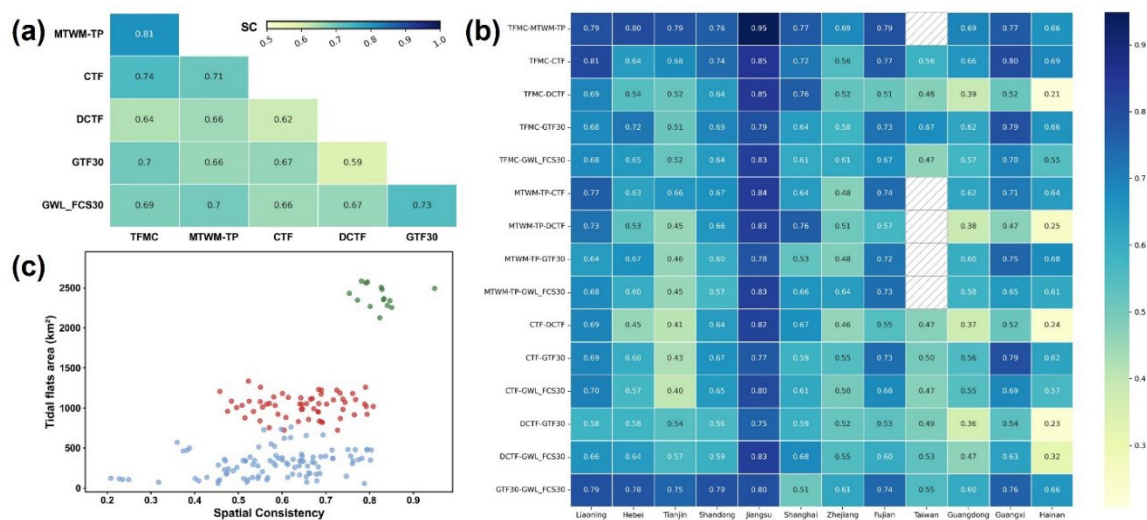 (a)
SC
0.5 0.6 0.7 0.8 0.9 1.0
MTWM-TP 0.81
CTF 0.74 0.71
DCTF 0.64 0.66 0.62
GTF30 0.7 0.66 0.67 0.59
GWL_FCS30 0.69 0.7 0.66 0.67 0.73
TFMC MTWM-TP CTF DCTF GTF30
(b)
TFMC-MTWM-TP 0.79 0.80 0.79 0.76 0.95 0.77 0.69 0.79 0.69 0.77 0.66
TFMC-CTF 0.81 0.64 0.68 0.74 0.85 0.72 0.56 0.77 0.58 0.66 0.80 0.69
TFMC-DCTF 0.69 0.54 0.52 0.64 0.85 0.76 0.52 0.51 0.48 0.39 0.52 0.21
TFMC-GTF30 0.68 0.72 0.51 0.69 0.79 0.64 0.58 0.73 0.67 0.62 0.79 0.66
TFMC-GWL_FCS30 0.68 0.65 0.52 0.64 0.83 0.61 0.61 0.67 0.47 0.57 0.70 0.55
MTWM-TP-CTF 0.77 0.63 0.66 0.67 0.84 0.64 0.48 0.74 0.62 0.71 0.64
MTWM-TP-DCTF 0.73 0.53 0.45 0.66 0.83 0.76 0.51 0.57 0.38 0.47 0.25
MTWM-TP-GTF30 0.64 0.67 0.46 0.60 0.78 0.53 0.48 0.72 0.60 0.75 0.68
MTWM-TP-GWL_FCS30 0.68 0.60 0.45 0.57 0.83 0.66 0.64 0.73 0.58 0.65 0.61
CTF-DCTF 0.69 0.45 0.41 0.64 0.82 0.67 0.46 0.55 0.47 0.37 0.52 0.24
CTF-GTF30 0.69 0.60 0.43 0.67 0.77 0.59 0.55 0.73 0.50 0.56 0.79 0.62
CTF-GWL_FCS30 0.70 0.57 0.40 0.65 0.80 0.61 0.50 0.68 0.47 0.55 0.69 0.57
DCTF-GTF30 0.58 0.58 0.54 0.56 0.75 0.59 0.52 0.53 0.49 0.36 0.54 0.23
DCTF-GWL_FCS30 0.66 0.64 0.57 0.59 0.83 0.68 0.55 0.60 0.53 0.47 0.63 0.32
GTF30-GWL_FCS30 0.79 0.78 0.75 0.79 0.80 0.51 0.61 0.74 0.55 0.60 0.76 0.66
Liaoning Hebei Tianjin Shandong Jiangsu Shanghai Zhejiang Fujian Taiwan Guangdong Guangxi Hainan
0.8
0.7
0.6
0.5
0.4
0.3
(c)
Tidal flats area (km²)
2500
2000
1500
1000
500
0
0.2 0.3 0.4 0.5 0.6 0.7 0.8 0.9
Spatial Consistency